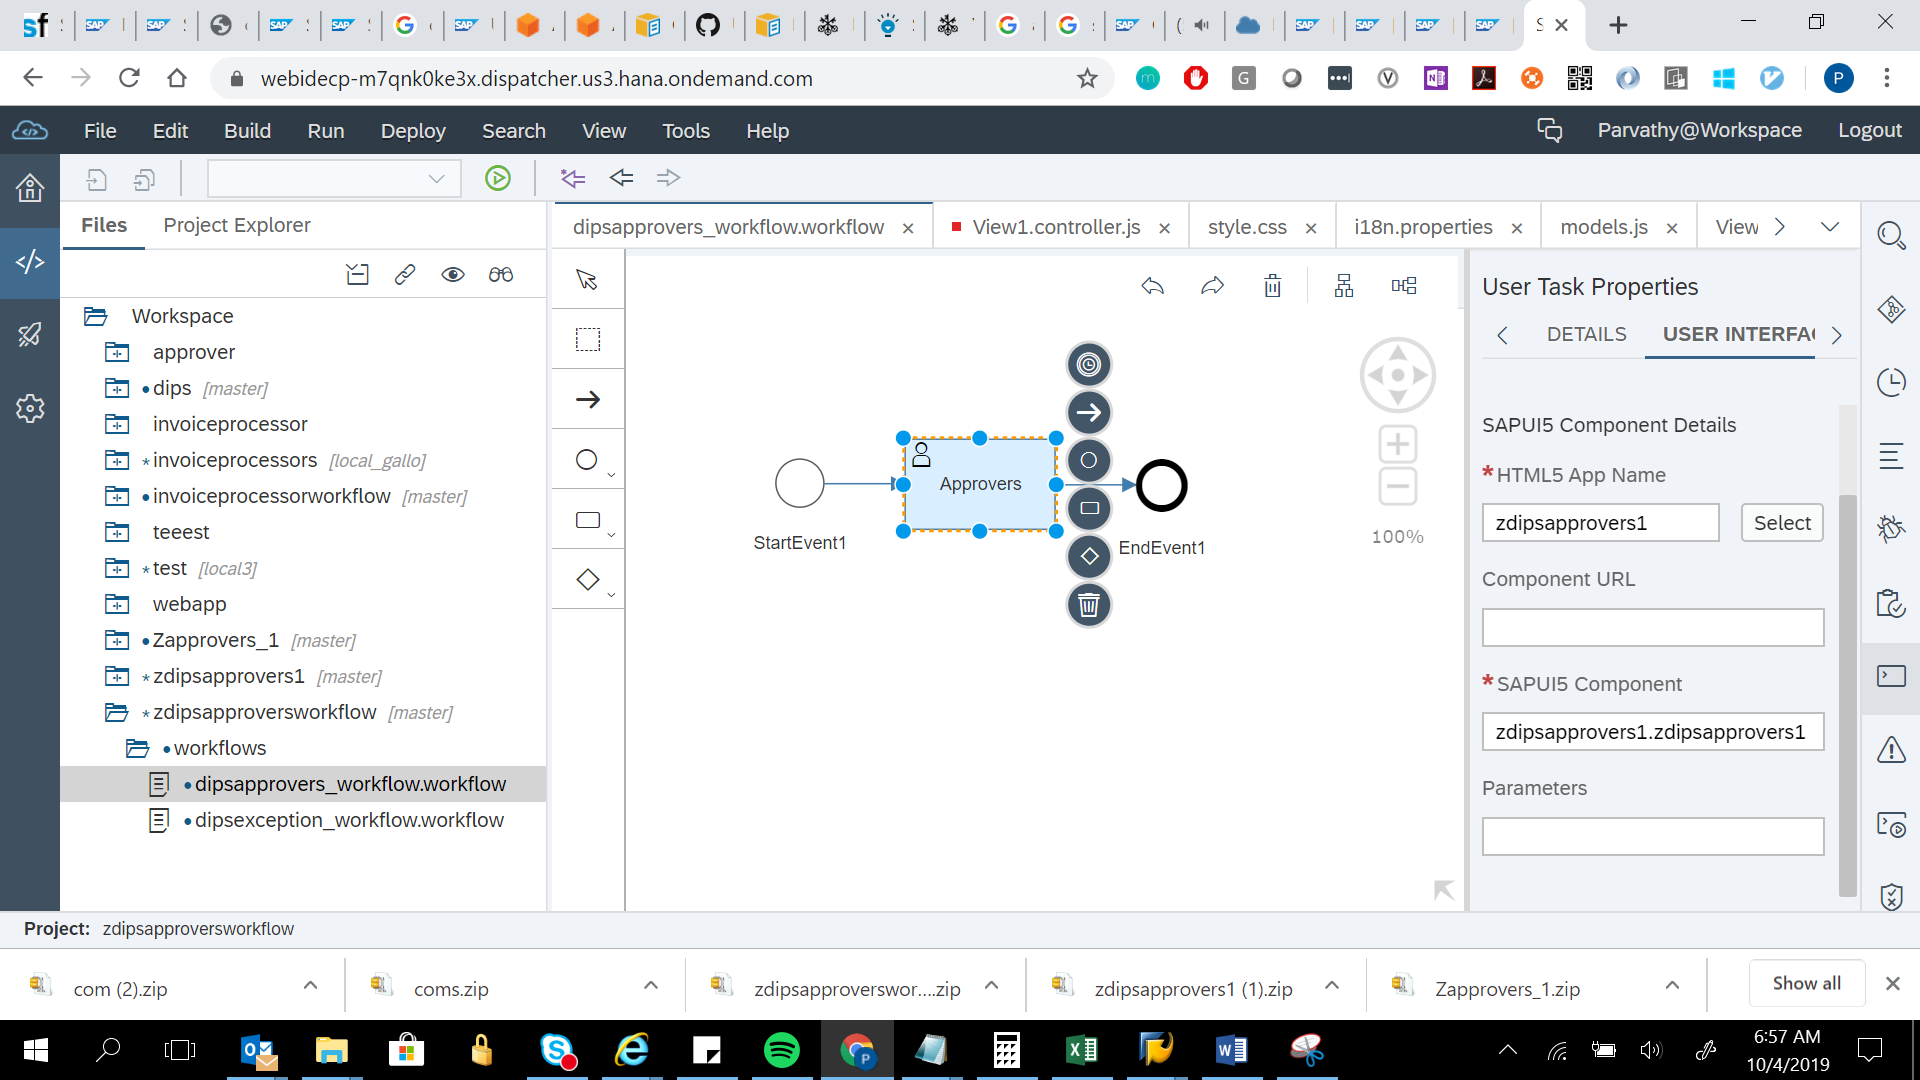 webidecp-m7qnk0ke3x.dispatcher.us3.hana.ondemand.com
File Edit Build Run Deploy Search View Tools Help Parvathy@Workspace Logout
Files Project Explorer
dipsapprovers_workflow.workflow View1.controller.js style.css i18n.properties models.js View
Workspace
approver
dips [master]
invoiceprocessor
*invoiceprocessors [local_gallo]
invoiceprocessorworkflow [master]
teeest
*test [local3]
webapp
Zapprovers_1 [master]
*zdipsapprovers1 [master]
*zdipsapproversworkflow [master]
workflows
dipsapprovers_workflow.workflow
dipsexception_workflow.workflow
StartEvent1
Approvers
EndEvent1
100%
User Task Properties
DETAILS USER INTERFA
SAPUI5 Component Details
*HTML5 App Name
zdipsapprovers1 Select
Component URL
*SAPUI5 Component
zdipsapprovers1.zdipsapprovers1
Parameters
Project: zdipsapproversworkflow
com (2).zip coms.zip zdipsapproverswor....zip zdipsapprovers1 (1).zip Zapprovers_1.zip Show all
6:57 AM
10/4/2019